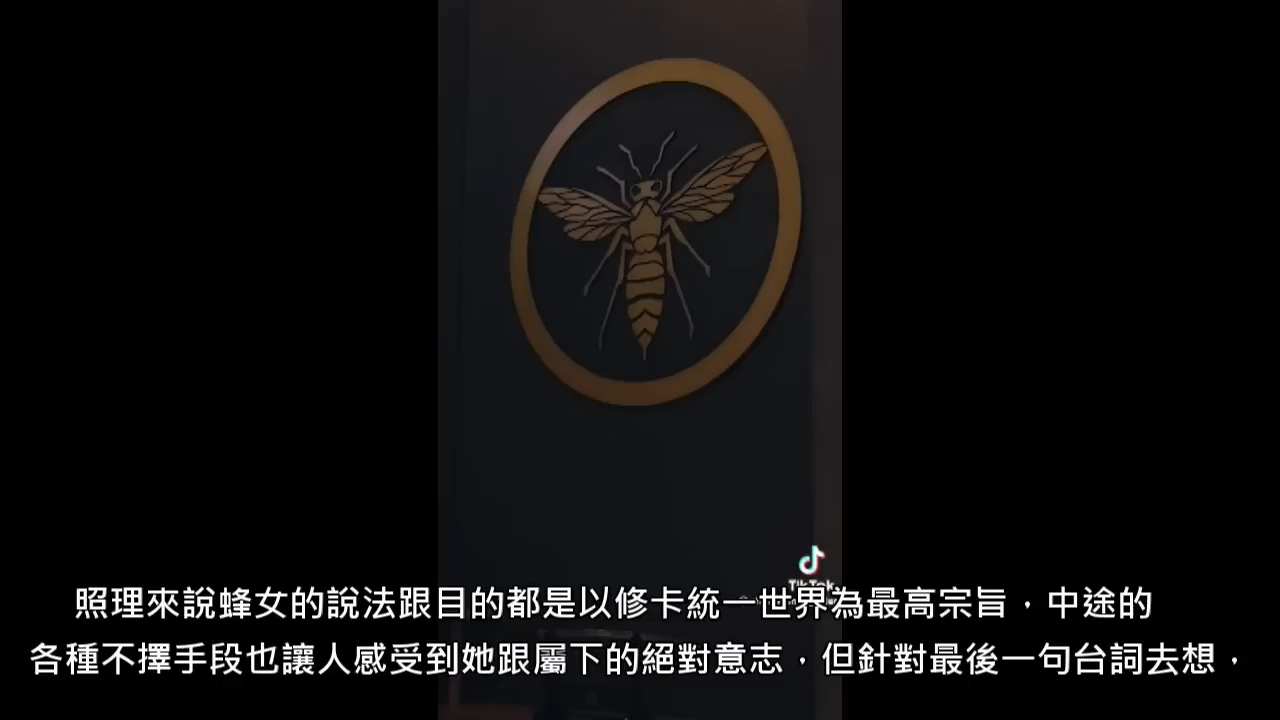 TikTok
照理來說蜂女的說法跟目的都是以修卡統一世界為最高宗旨，中途的
各種不擇手段也讓人感受到她跟屬下的絕對意志，但針對最後一句台詞去想，